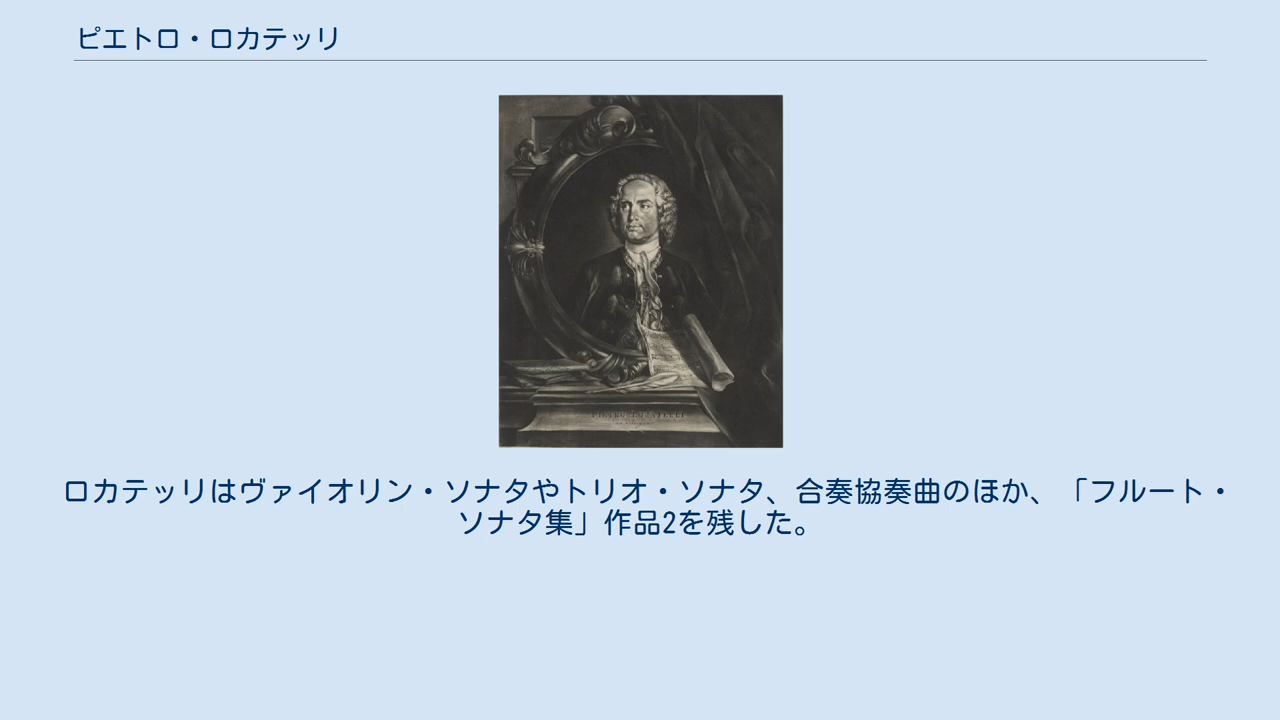 ピエトロ・ロカテッリ
ロカテッリはヴァイオリン・ソナタやトリオ・ソナタ、合奏協奏曲のほか、「フルート・
ソナタ集」作品2を残した。